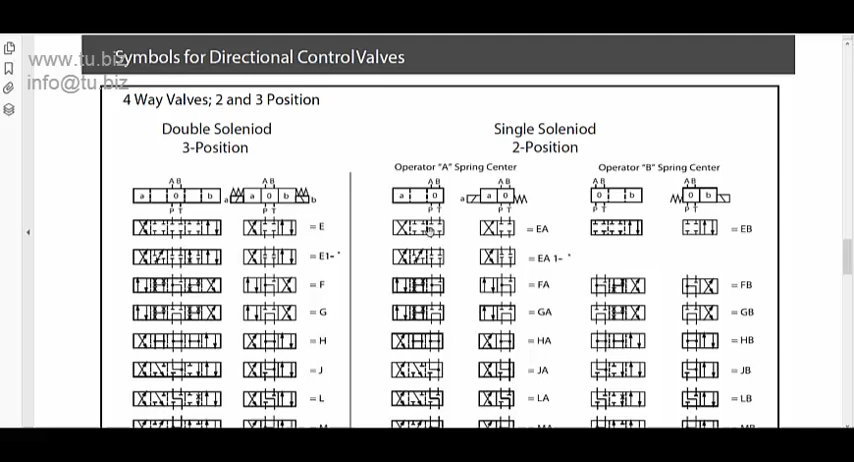 Symbols for Directional ControlValves
www.tu.biz
info@tu.biz
4 Way Valves; 2 and 3 Position
Double Soleniod
3-Position
Single Soleniod
2-Position
Operator "A" Spring Center
Operator "B" Spring Center
A B
A B
A B
A B
A B
A B
a 0 b
a a 0 b b
a 0
a a 0
0 b
0 b
P T
P T
P T
P T
P T
P T
= E
= EA
= EB
= E1- *
= EA 1- *
= F
= FA
= FB
= G
= GA
= GB
= H
= HA
= HB
= J
= JA
= JB
= L
= LA
= LB